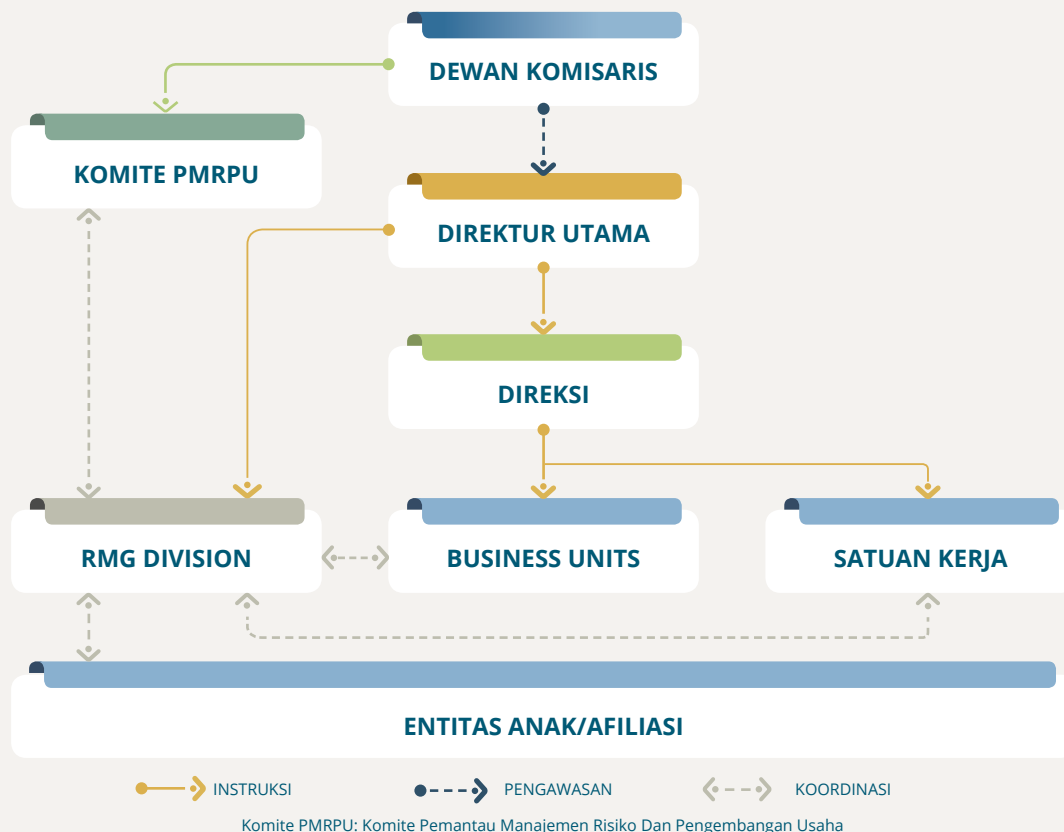 DEWAN KOMISARIS
KOMITE PMRPU
DIREKTUR UTAMA
DIREKSI
RMG DIVISION
BUSINESS UNITS
SATUAN KERJA
ENTITAS ANAK/AFILIASI
INSTRUKSI
PENGAWASAN
KOORDINASI
Komite PMRPU: Komite Pemantau Manajemen Risiko Dan Pengembangan Usaha